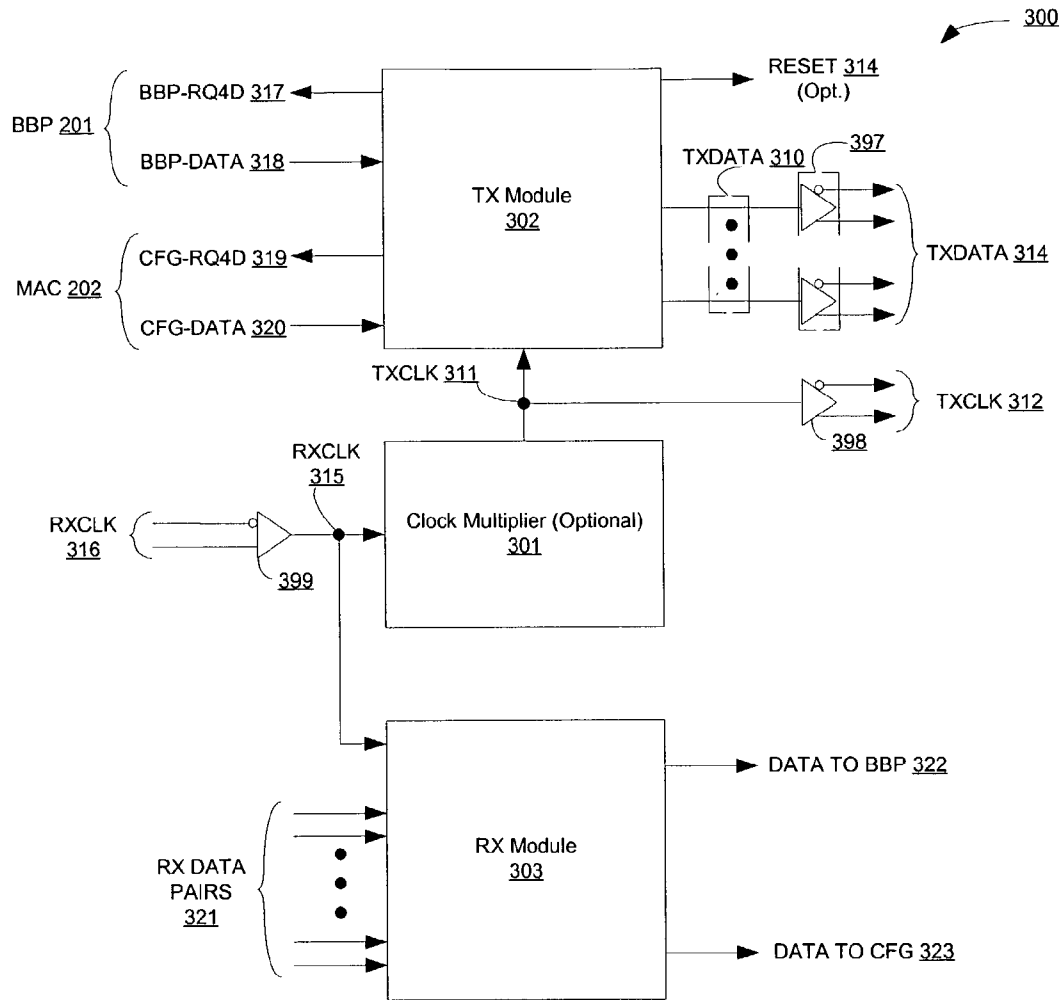 300
RESET 314
(Opt.)
BBP-RQ4D 317
BBP 201
BBP-DATA 318
TXDATA 310
397
TX Module
302
TXDATA 314
CFG-RQ4D 319
MAC 202
CFG-DATA 320
TXCLK 311
TXCLK 312
398
RXCLK
315
RXCLK
316
Clock Multiplier (Optional)
301
399
DATA TO BBP 322
RX Module
303
RX DATA
PAIRS
321
DATA TO CFG 323